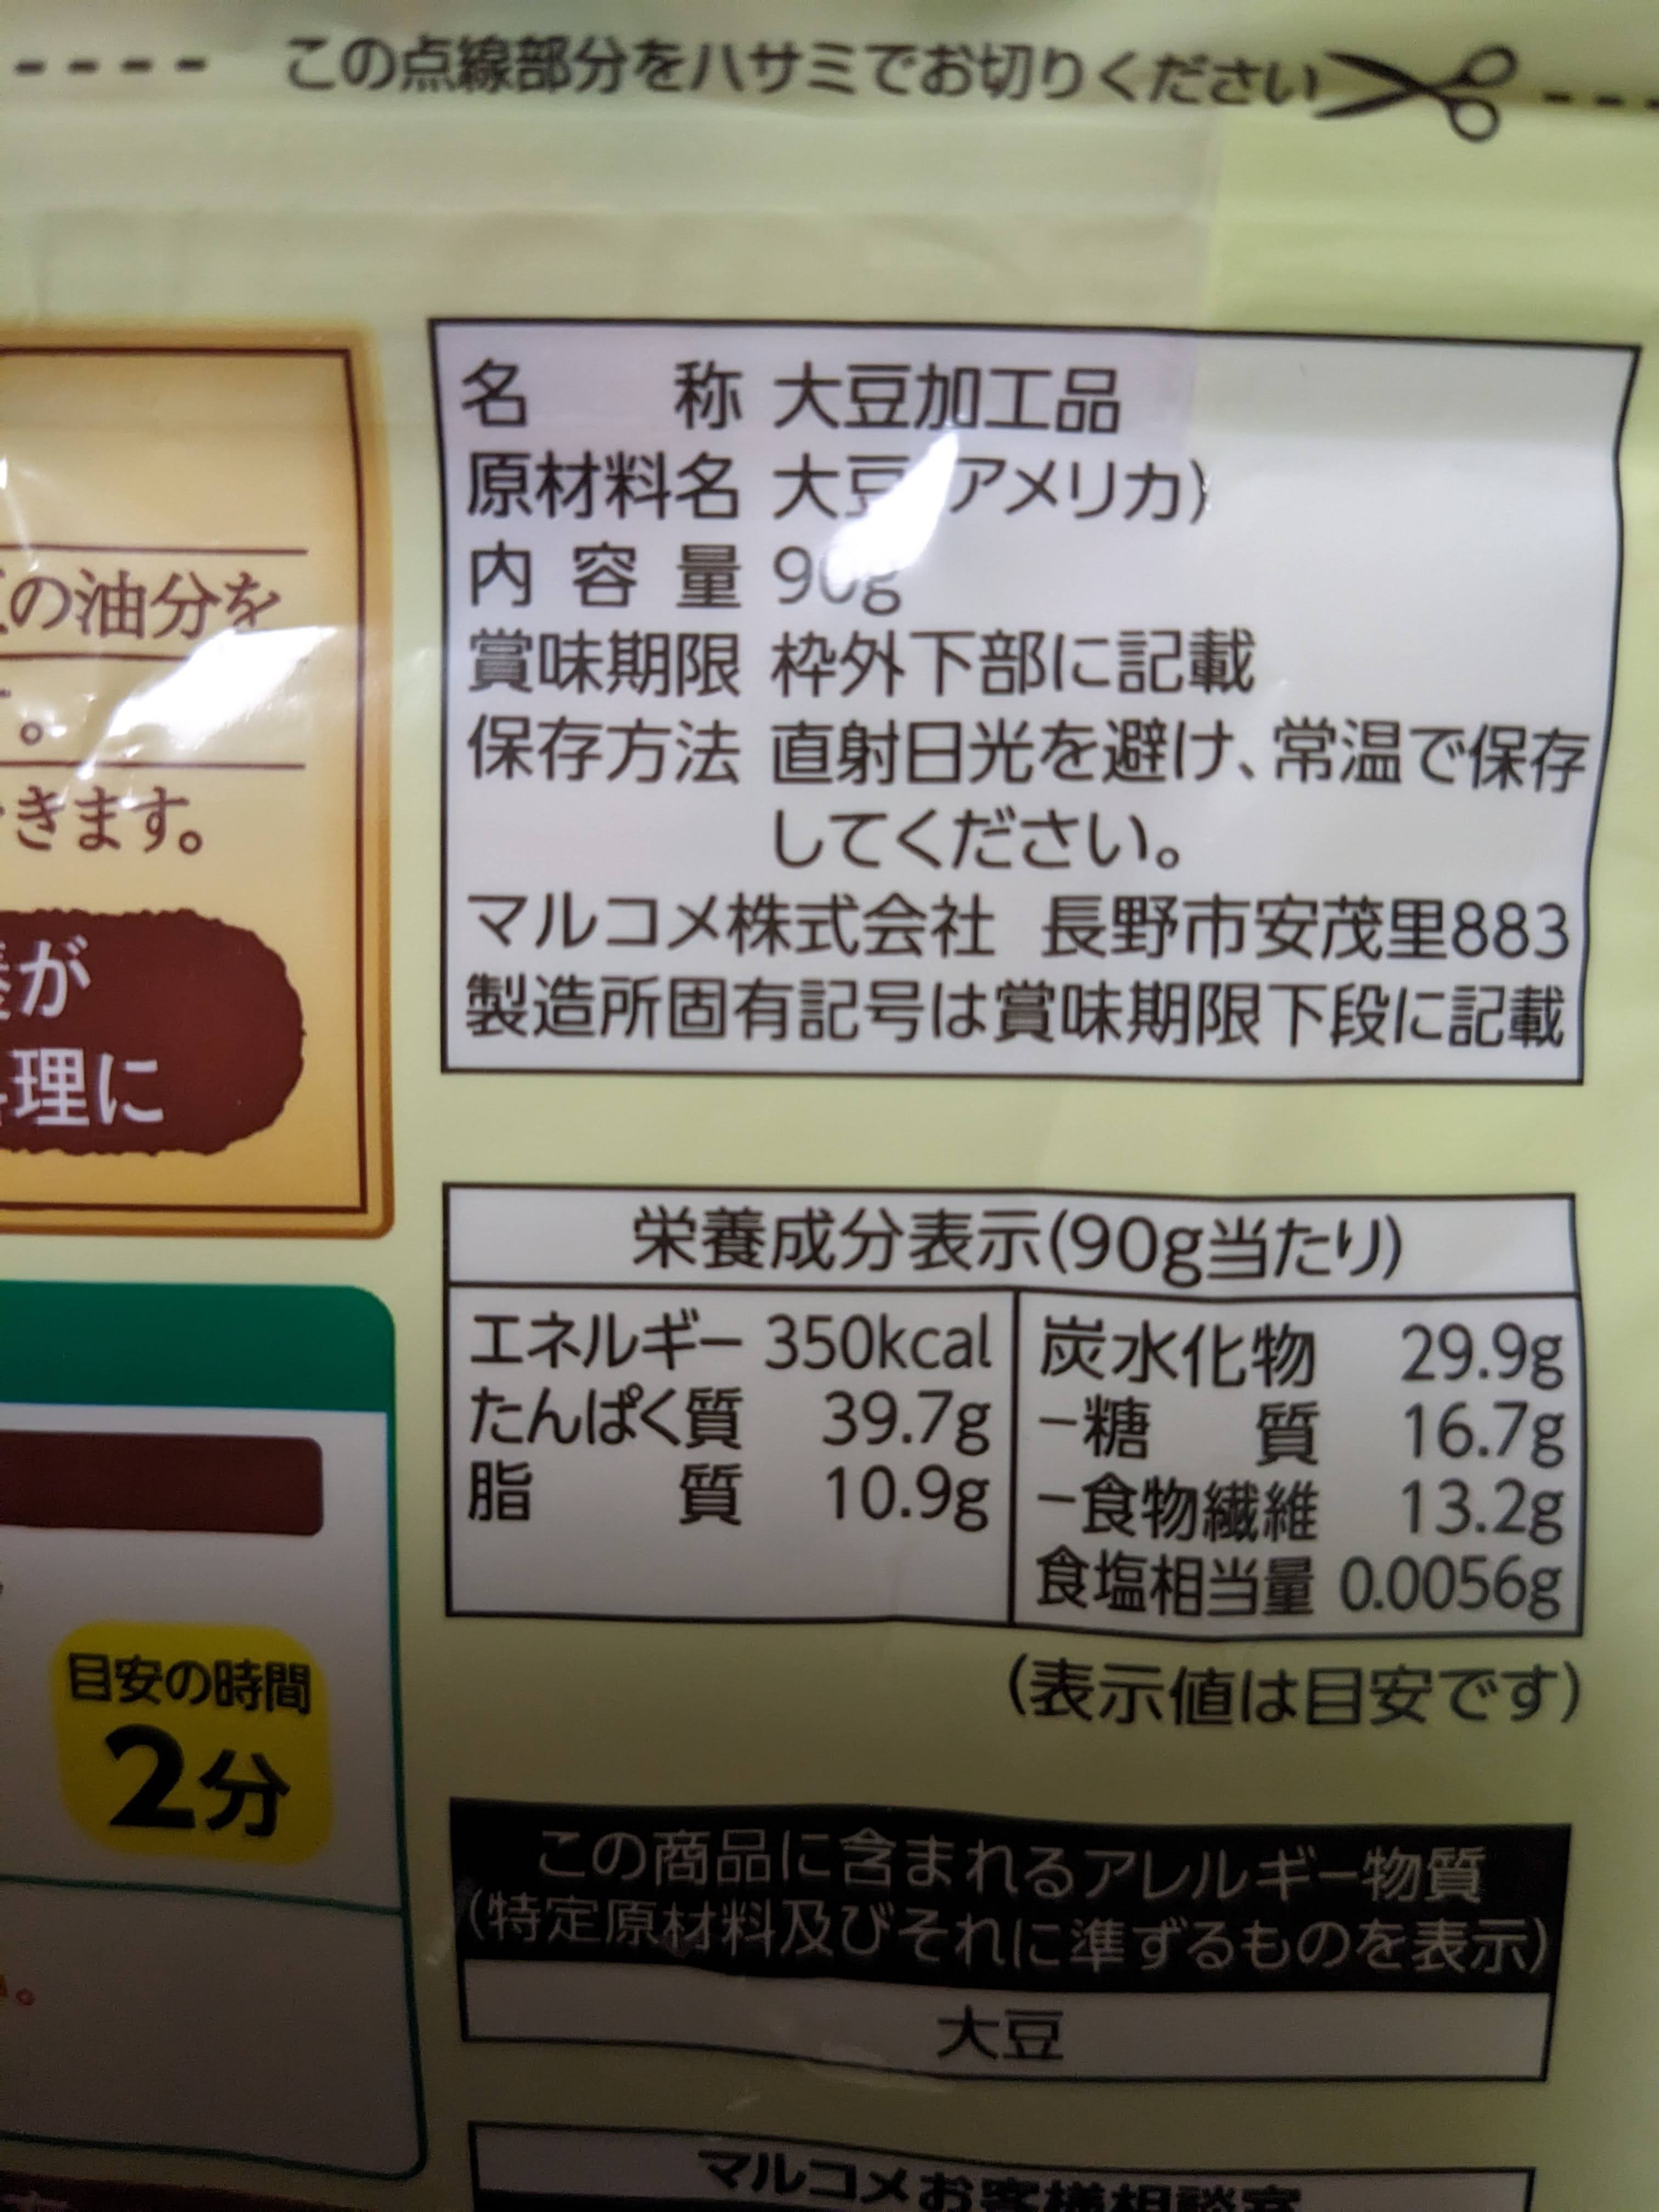 この点線部分をハサミでお切りください
の油分を
。
きます。
が
理に
名 称 大豆加工品
原材料名 大豆(アメリカ)
内容量 90g
賞味期限 枠外下部に記載
保存方法 直射日光を避け、常温で保存
してください。
マルコメ株式会社 長野市安茂里883
製造所固有記号は賞味期限下段に記載
栄養成分表示(90g当たり)
エネルギー 350kcal
たんぱく質 39.7g
脂 質 10.9g
炭水化物 29.9g
−糖 質 16.7g
−食物繊維 13.2g
食塩相当量 0.0056g
(表示値は目安です)
目安の時間
2分
。
この商品に含まれるアレルギー物質
(特定原材料及びそれに準ずるものを表示)
大豆
マルコメお客様相談室